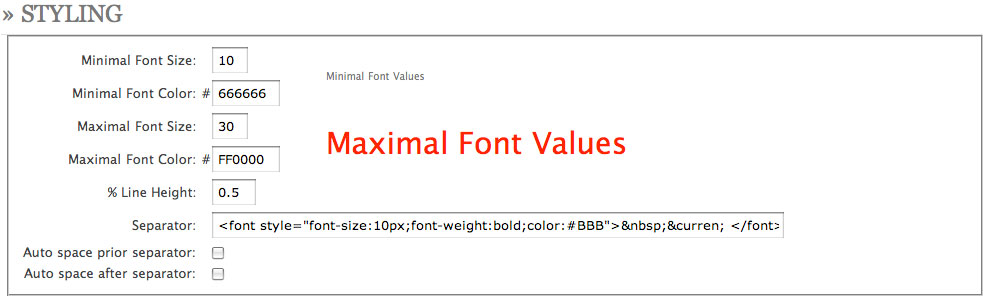 » STYLING
Minimal Font Size: 10
Minimal Font Values
Minimal Font Color: # 666666
Maximal Font Size: 30
Maximal Font Values
Maximal Font Color: # FF0000
% Line Height: 0.5
Separator: <font style="font-size:10px;font-weight:bold;color:#BBB">&nbsp;&curren; </font>
Auto space prior separator:
Auto space after separator: